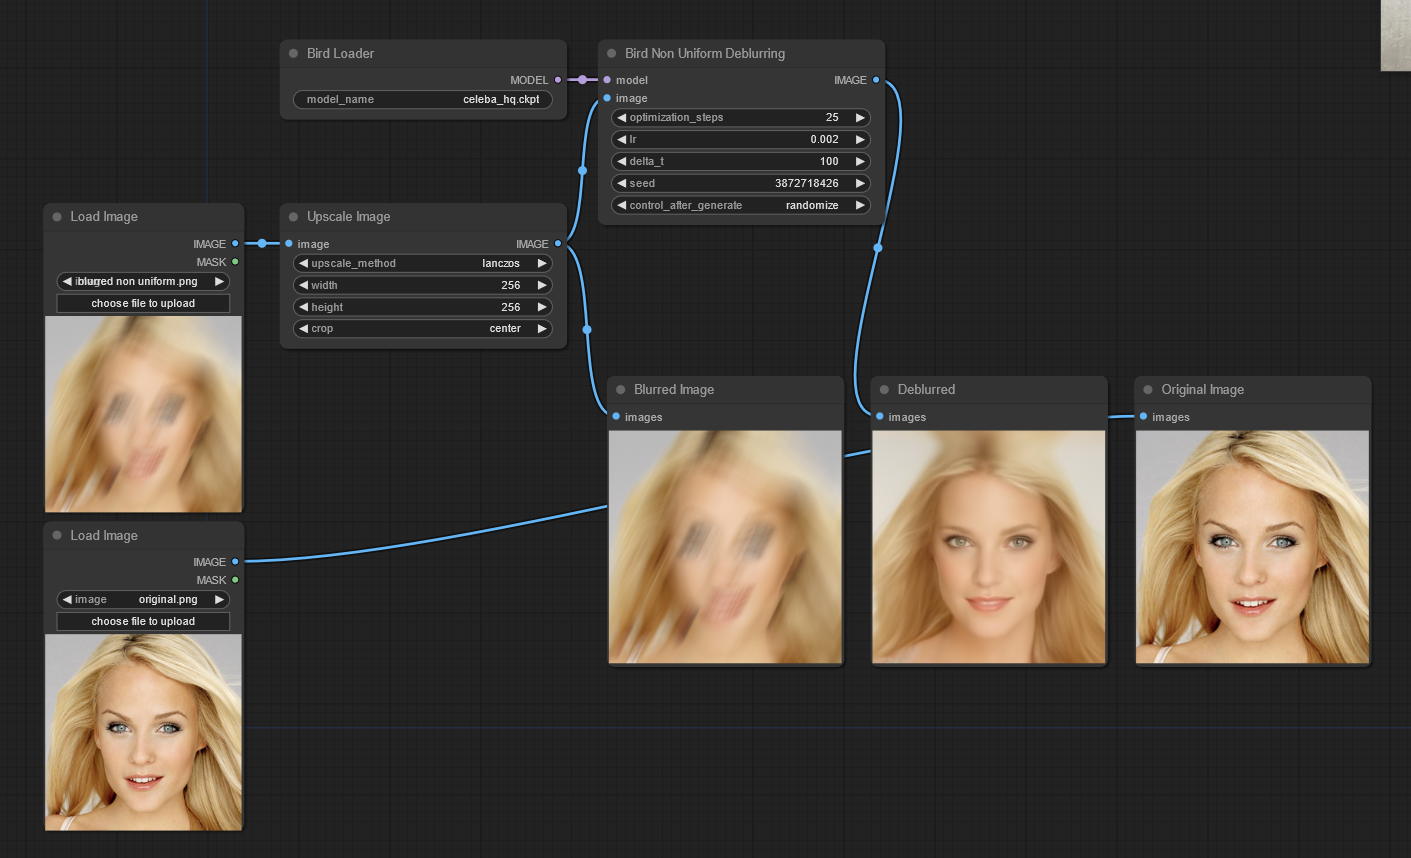 Bird Loader
MODEL
model_name celeba_hq.ckpt
Bird Non Uniform Deblurring
model IMAGE
image
optimization_steps 25
lr 0.002
delta_t 100
seed 3872718426
control_after_generate randomize
Load Image
IMAGE
MASK
blurred non uniform.png
choose file to upload
Upscale Image
image IMAGE
upscale_method lanczos
width 256
height 256
crop center
Load Image
IMAGE
MASK
image original.png
choose file to upload
Blurred Image
images
Deblurred
images
Original Image
images